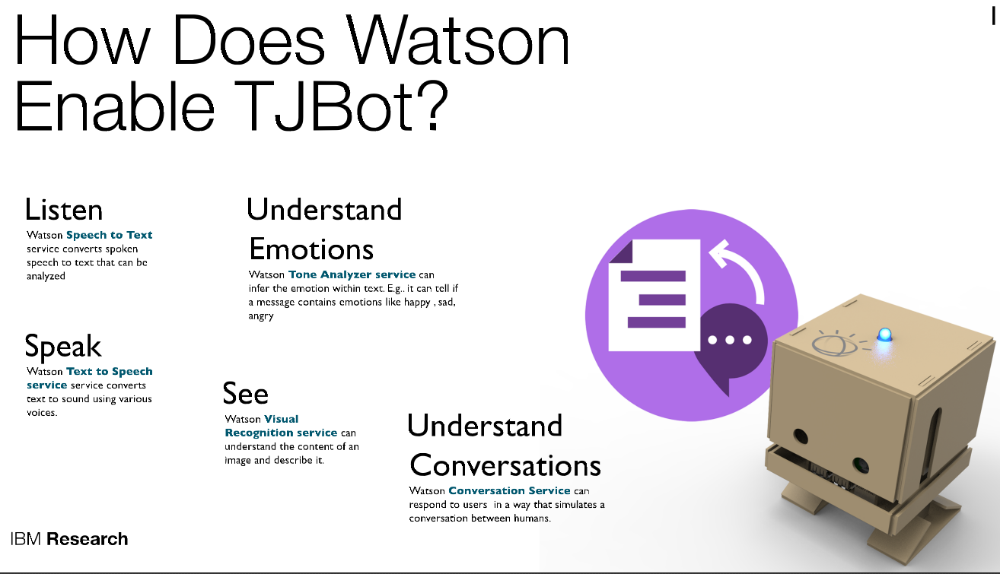 How Does Watson
Enable TJBot?
Listen
Watson Speech to Text
service converts spoken
speech to text that can be
analyzed
Understand
Emotions
Watson Tone Analyzer service can
infer the emotion within text. E.g.. it can tell if
a message contains emotions like happy , sad,
angry
Speak
Watson Text to Speech
service service converts
text to sound using various
voices.
See
Watson Visual
Recognition service can
understand the content of an
image and describe it.
Understand
Conversations
Watson Conversation Service can
respond to users  in a way that simulates a
conversation between humans.
IBM Research